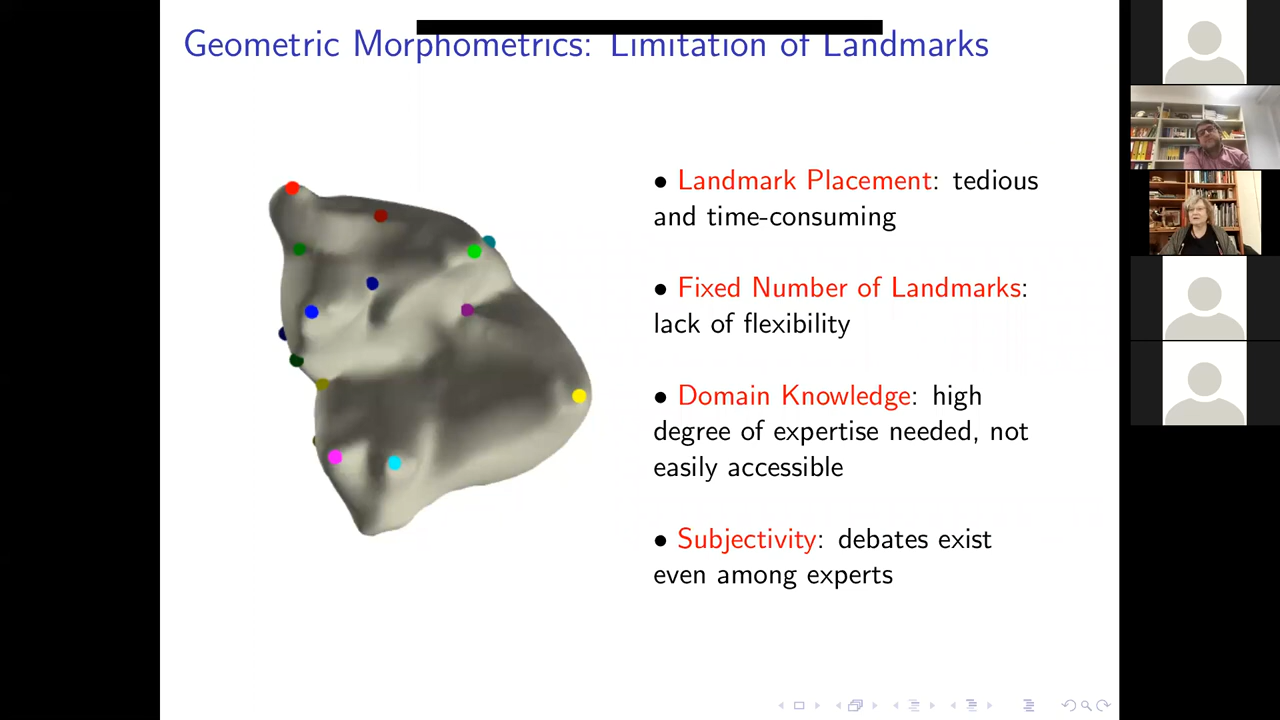 Geometric Morphometrics: Limitation of Landmarks
• Landmark Placement: tedious
and time-consuming
• Fixed Number of Landmarks:
lack of flexibility
• Domain Knowledge: high
degree of expertise needed, not
easily accessible
• Subjectivity: debates exist
even among experts